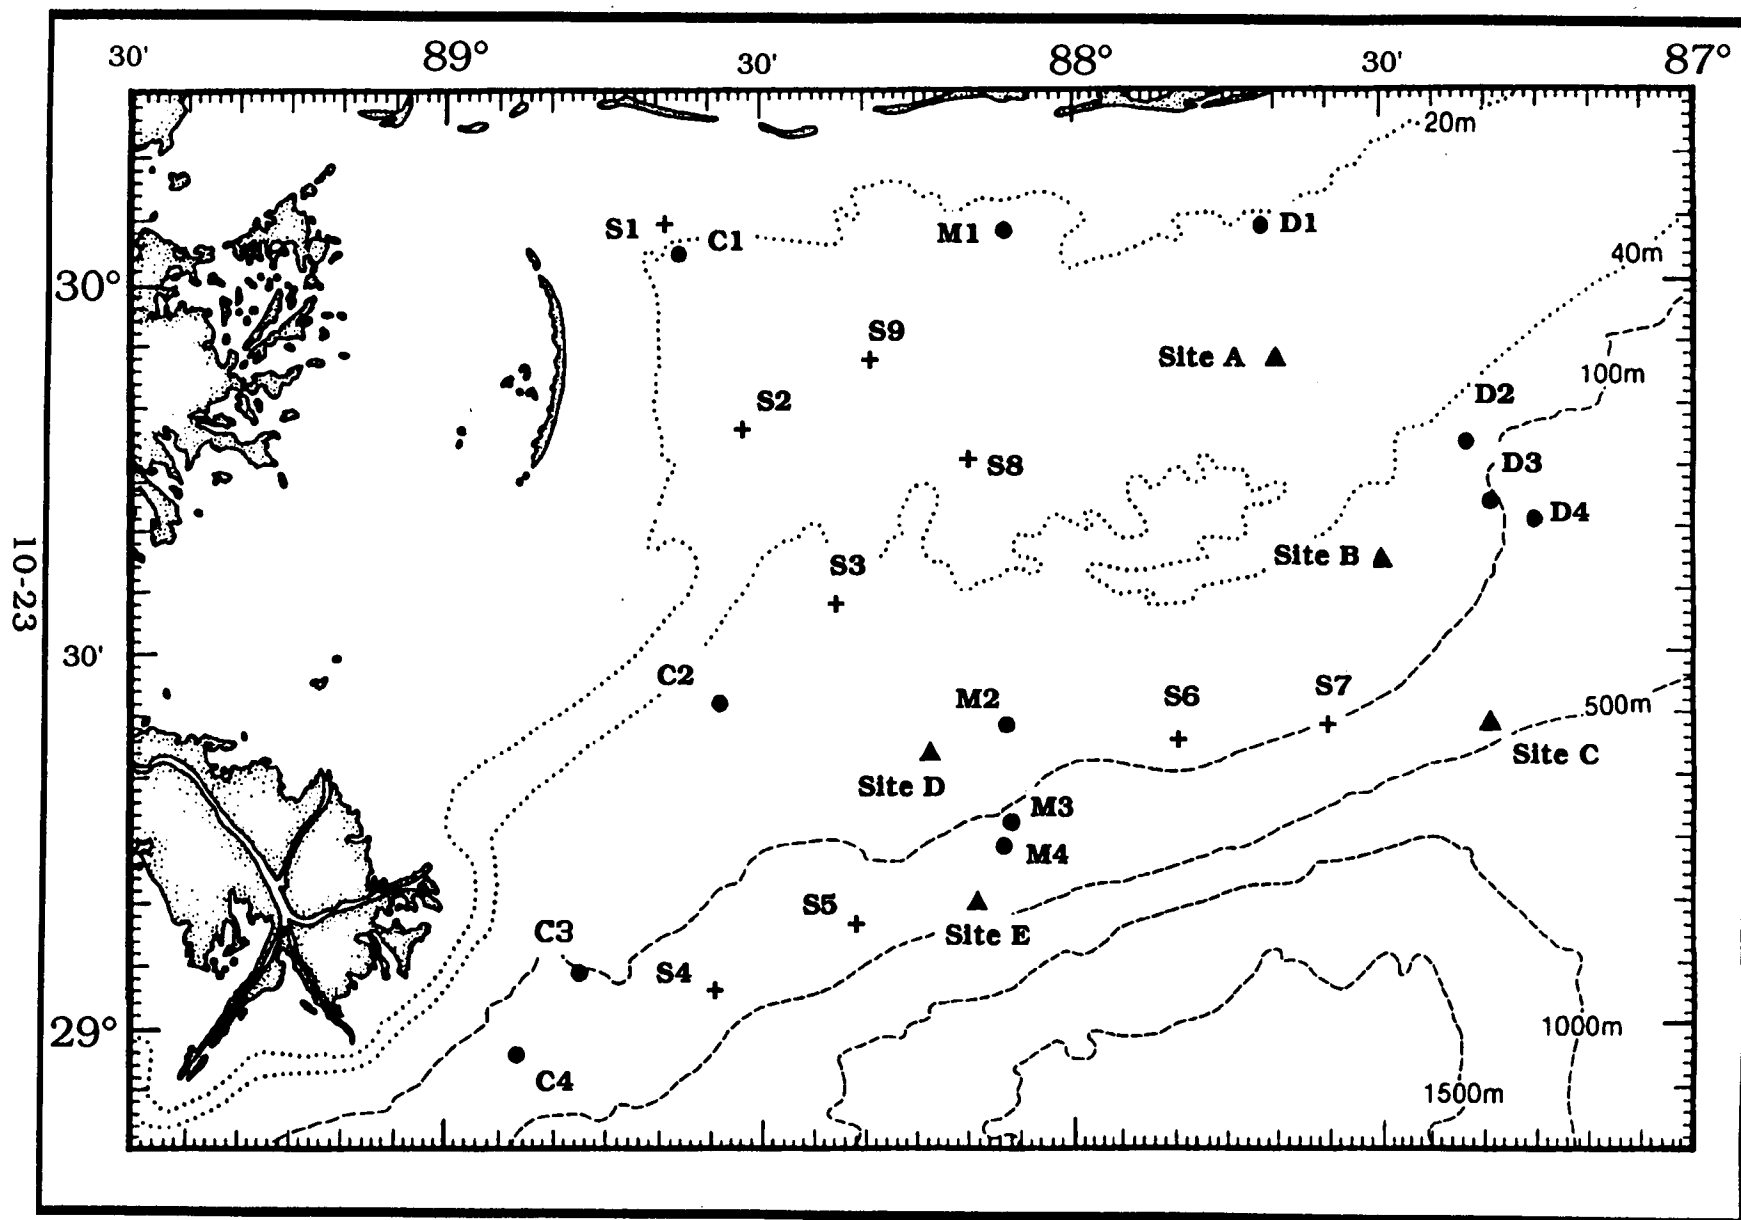 30'
89°
30'
88°
30'
87°
20m
S1
C1
M1
D1
40m
30°
S9
Site A
100m
D2
S2
S8
D3
D4
Site B
S3
10-23
30'
C2
M2
S6
S7
500m
Site C
Site D
M3
M4
S5
Site E
C3
S4
29°
1000m
C4
1500m